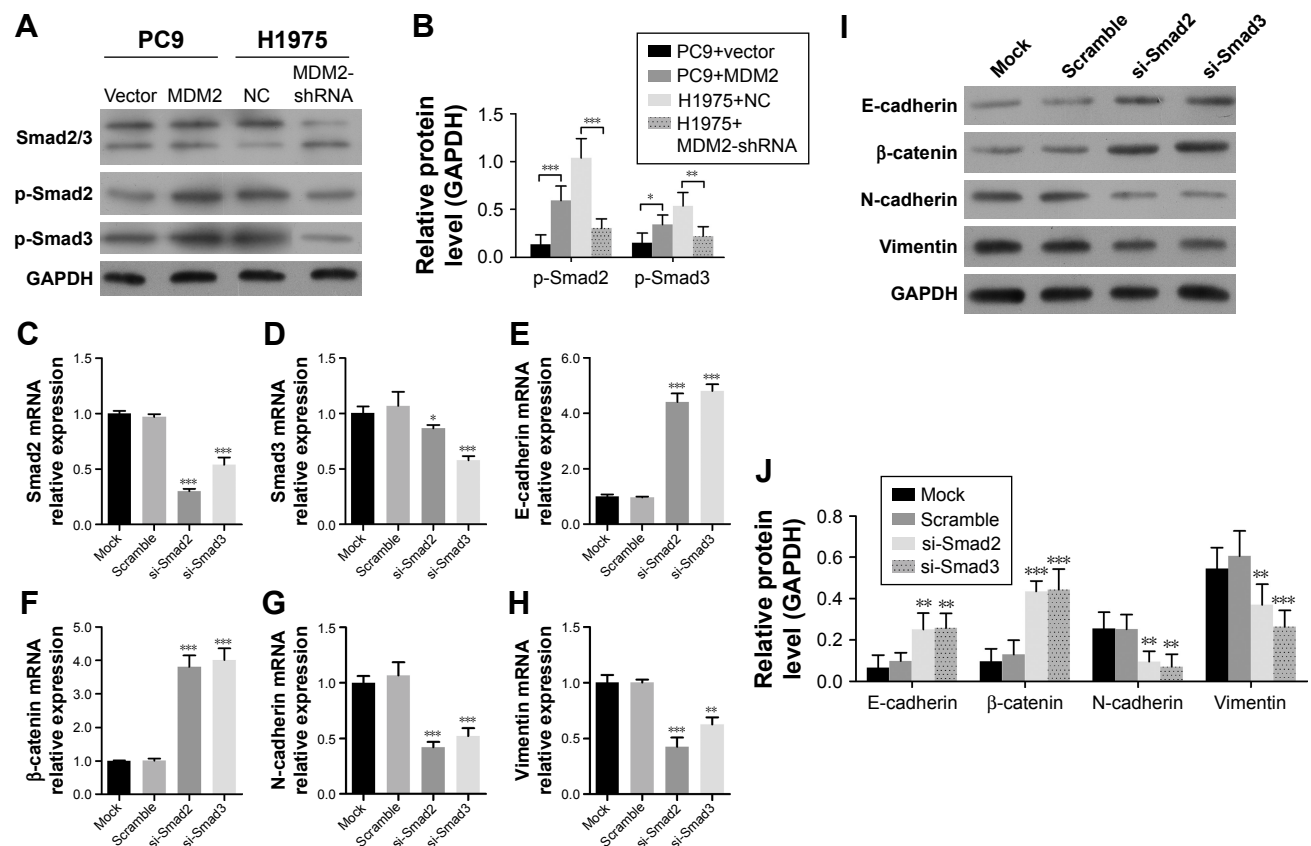 A
PC9 H1975
Vector MDM2 NC MDM2-
shRNA
Smad2/3
p-Smad2
p-Smad3
GAPDH
B
PC9+vector
PC9+MDM2
H1975+NC
H1975+
MDM2-shRNA
Relative protein
level (GAPDH)
1.5
1.0
0.5
0.0
*** *** * **
p-Smad2 p-Smad3
C
Smad2 mRNA
relative expression
1.5
1.0
0.5
0.0
*** ***
Mock Scramble si-Smad2 si-Smad3
D
Smad3 mRNA
relative expression
1.5
1.0
0.5
0.0
* ***
Mock Scramble si-Smad2 si-Smad3
E
E-cadherin mRNA
relative expression
6.0
4.0
2.0
0.0
*** ***
Mock Scramble si-Smad2 si-Smad3
F
β-catenin mRNA
relative expression
5.0
4.0
3.0
2.0
1.0
0.0
*** ***
Mock Scramble si-Smad2 si-Smad3
G
N-cadherin mRNA
relative expression
1.5
1.0
0.5
0.0
*** ***
Mock Scramble si-Smad2 si-Smad3
H
Vimentin mRNA
relative expression
1.5
1.0
0.5
0.0
*** **
Mock Scramble si-Smad2 si-Smad3
I
Mock Scramble si-Smad2 si-Smad3
E-cadherin
β-catenin
N-cadherin
Vimentin
GAPDH
J
Mock
Scramble
si-Smad2
si-Smad3
Relative protein
level (GAPDH)
0.8
0.6
0.4
0.2
0.0
** ** *** *** ** ** ** ***
E-cadherin β-catenin N-cadherin Vimentin